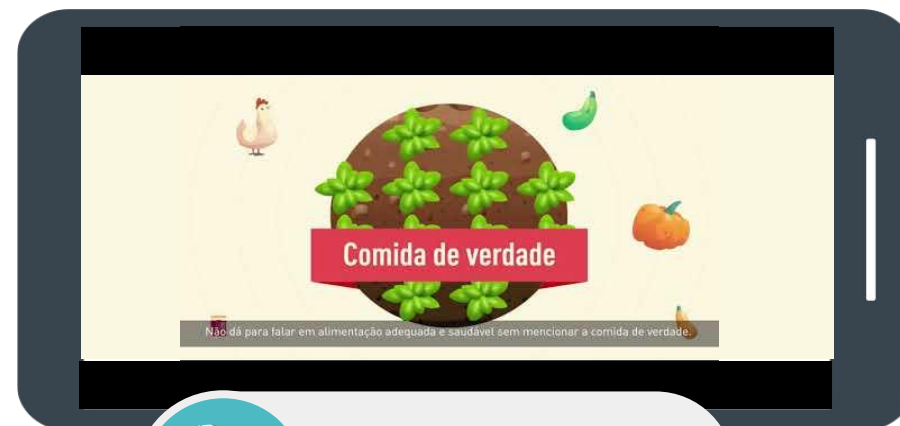 Comida de verdade
Não dá para falar em alimentação adequada e saudável sem mencionar a comida de verdade.